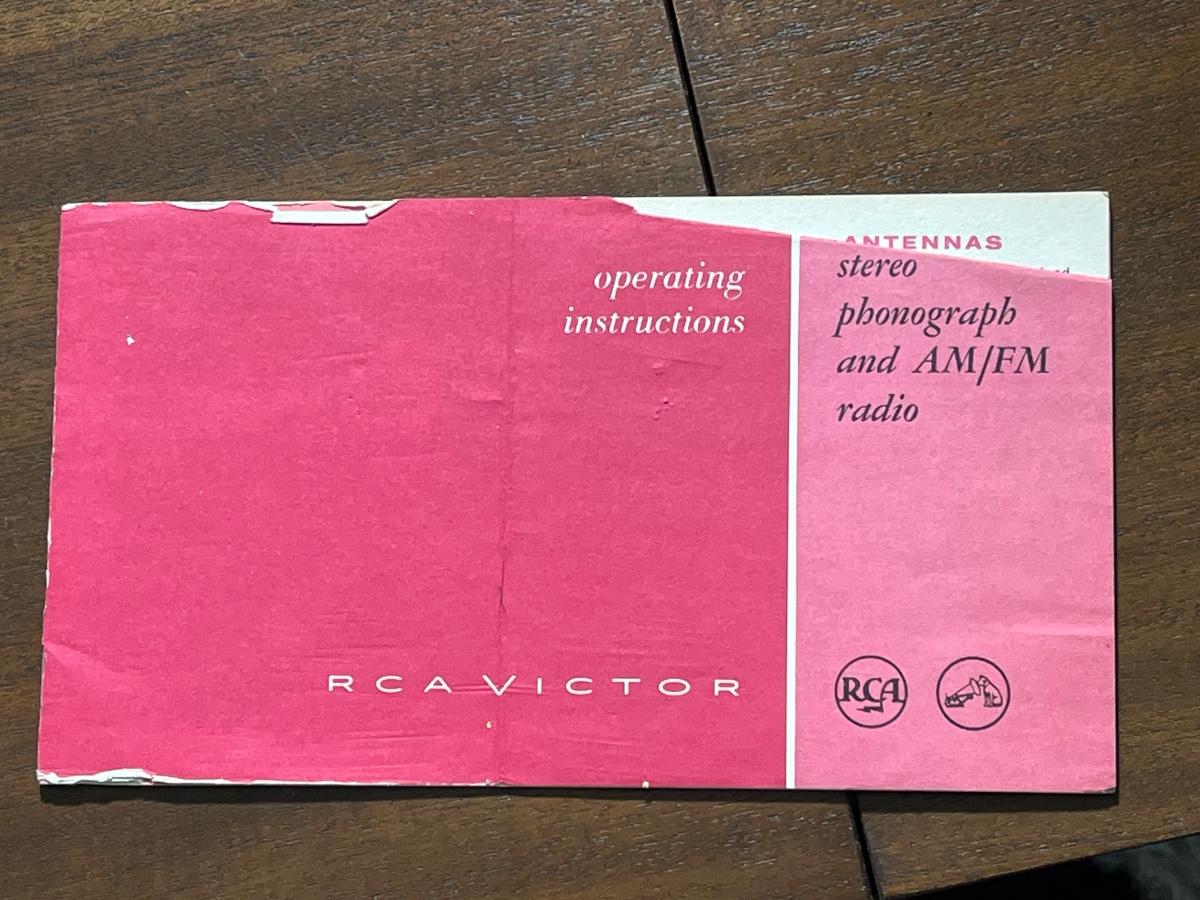 operating
instructions
ANTENNAS
stereo
phonograph
and AM/FM
radio
RCA VICTOR
RCA